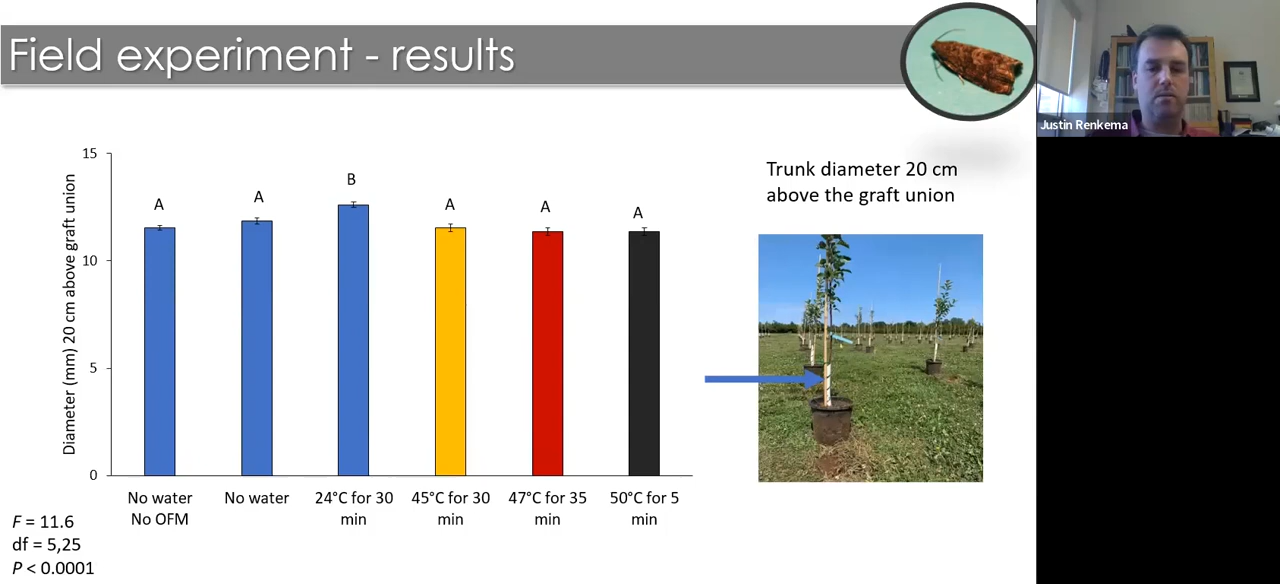 Field experiment - results
Justin Renkema
Trunk diameter 20 cm
above the graft union
Diameter (mm) 20 cm above graft union
15
10
5
0
A
A
B
A
A
A
No water
No OFM
No water
24°C for 30
min
45°C for 30
min
47°C for 35
min
50°C for 5
min
F = 11.6
df = 5,25
P < 0.0001